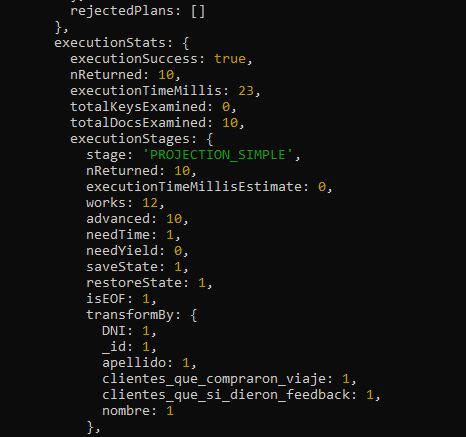 rejectedPlans: []
},
executionStats: {
executionSuccess: true,
nReturned: 10,
executionTimeMillis: 23,
totalKeysExamined: 0,
totalDocsExamined: 10,
executionStages: {
stage: 'PROJECTION_SIMPLE',
nReturned: 10,
executionTimeMillisEstimate: 0,
works: 12,
advanced: 10,
needTime: 1,
needYield: 0,
saveState: 1,
restoreState: 1,
isEOF: 1,
transformBy: {
DNI: 1,
_id: 1,
apellido: 1,
clientes_que_compraron_viaje: 1,
clientes_que_si_dieron_feedback: 1,
nombre: 1
},